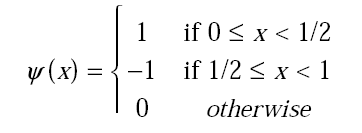 1 if 0 ≤ x < 1/2
ψ(x) = { −1 if 1/2 ≤ x < 1
0 otherwise